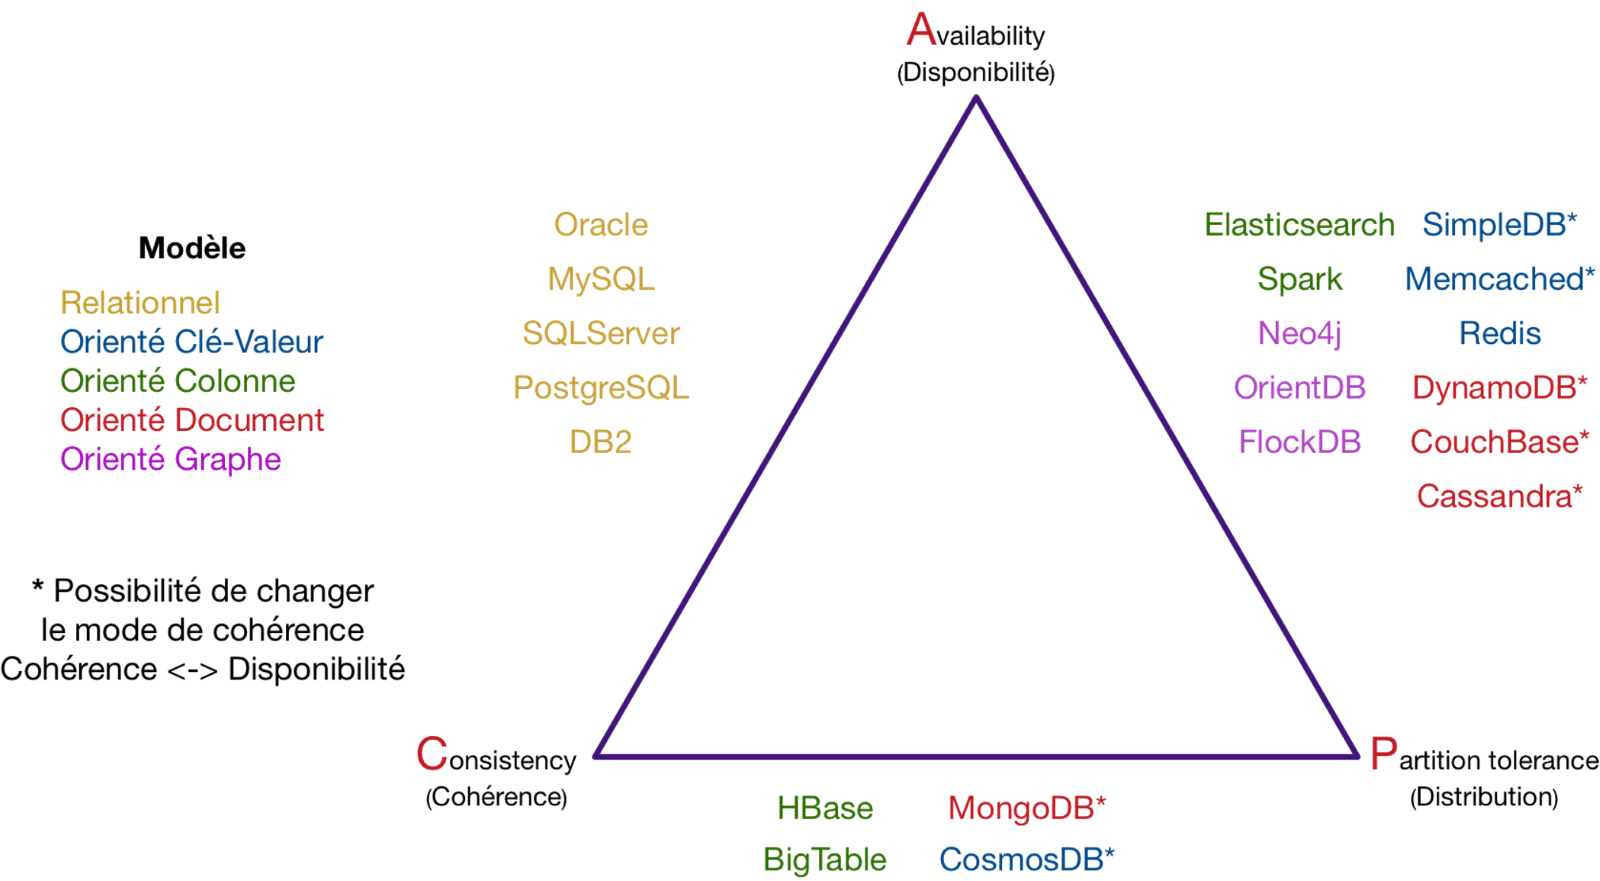 Availability
(Disponibilité)
Modèle
Relationnel
Orienté Clé-Valeur
Orienté Colonne
Orienté Document
Orienté Graphe
* Possibilité de changer
le mode de cohérence
Cohérence <-> Disponibilité
Oracle
MySQL
SQLServer
PostgreSQL
DB2
Elasticsearch
Spark
Neo4j
OrientDB
FlockDB
SimpleDB*
Memcached*
Redis
DynamoDB*
CouchBase*
Cassandra*
Consistency
(Cohérence)
Partition tolerance
(Distribution)
HBase
BigTable
MongoDB*
CosmosDB*